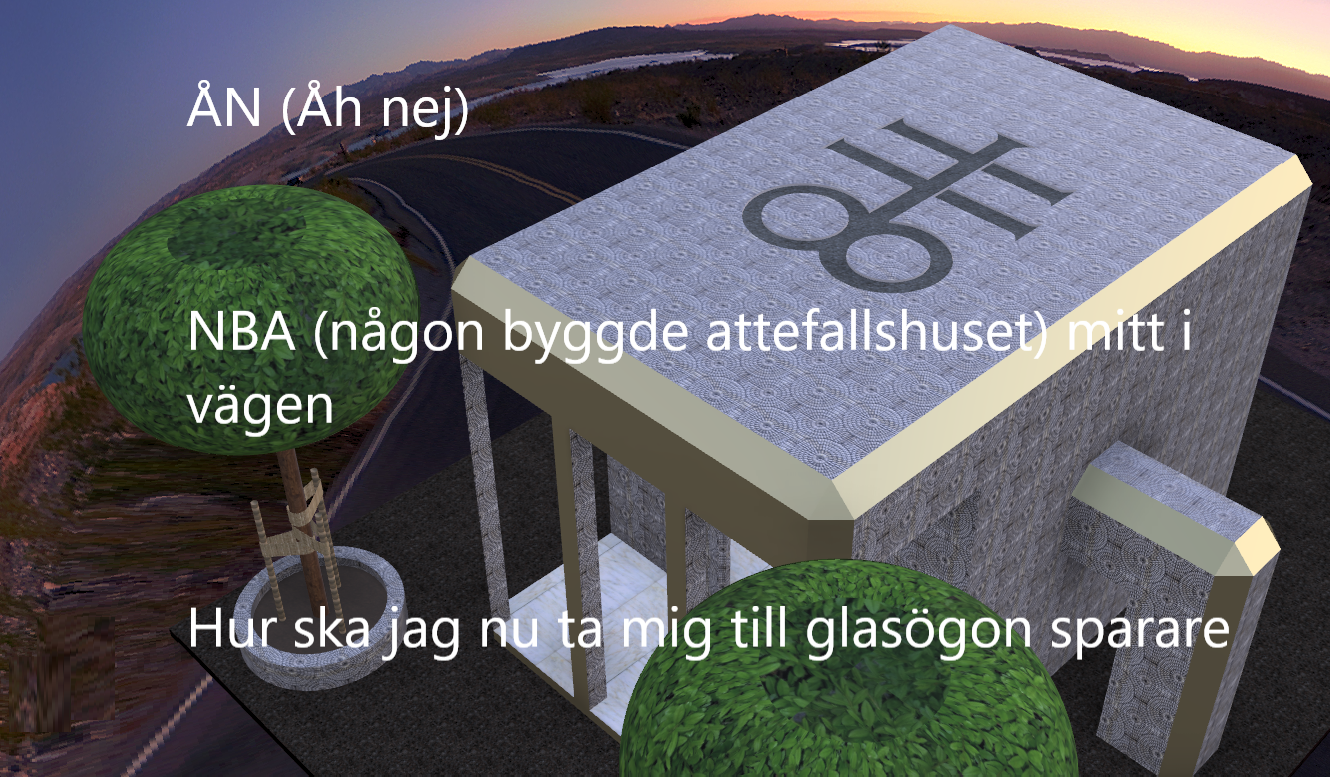 ÅN (Åh nej)
NBA (någon byggde attefallshuset) mitt i
vägen
Hur ska jag nu ta mig till glasögon sparare